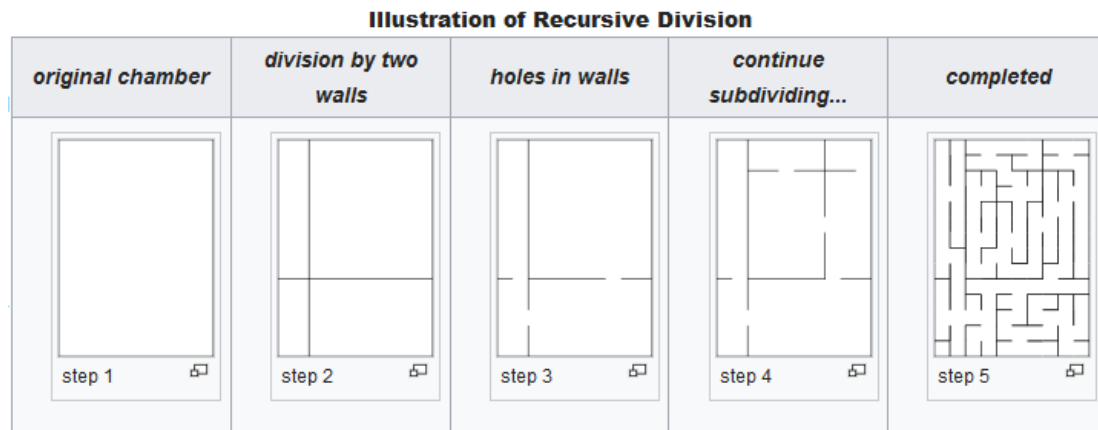 Illustration of Recursive Division
original chamber
division by two
walls
holes in walls
continue
subdividing...
completed
step 1
step 2
step 3
step 4
step 5